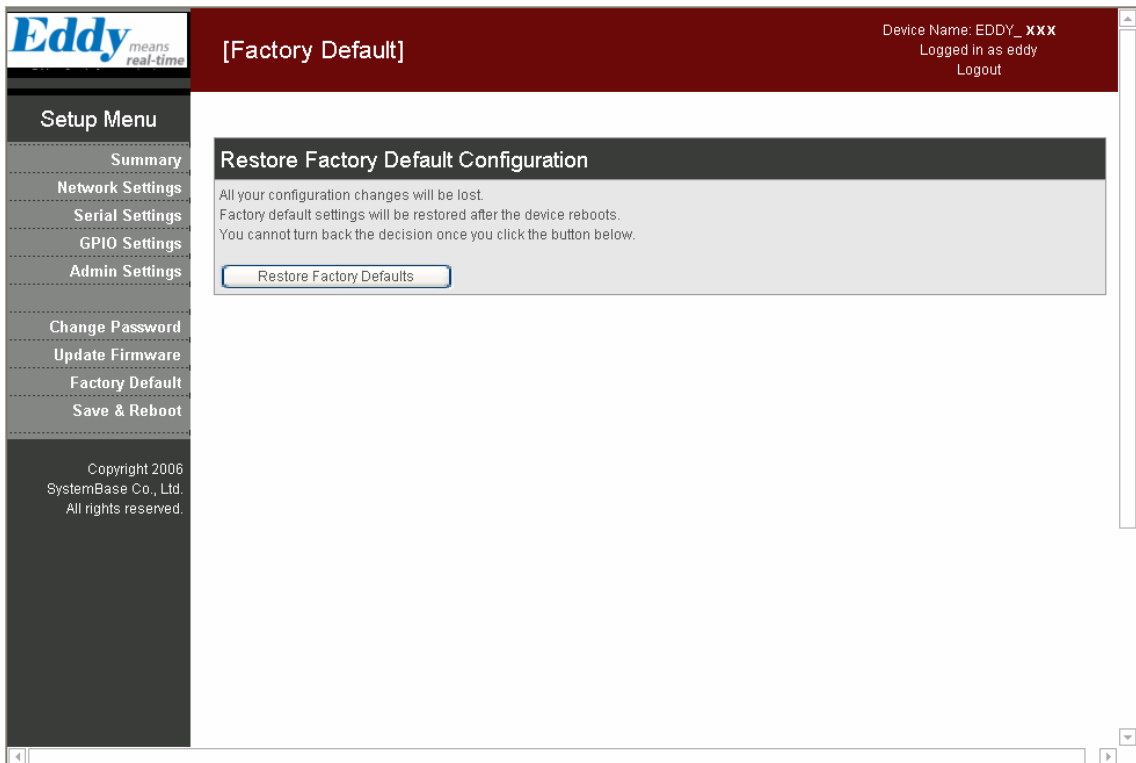 Eddy means
real-time
[Factory Default]
Device Name: EDDY_ XXX
Logged in as eddy
Logout
Setup Menu
Summary
Network Settings
Serial Settings
GPIO Settings
Admin Settings
Change Password
Update Firmware
Factory Default
Save & Reboot
Copyright 2006
SystemBase Co., Ltd.
All rights reserved.
Restore Factory Default Configuration
All your configuration changes will be lost.
Factory default settings will be restored after the device reboots.
You cannot turn back the decision once you click the button below.
Restore Factory Defaults